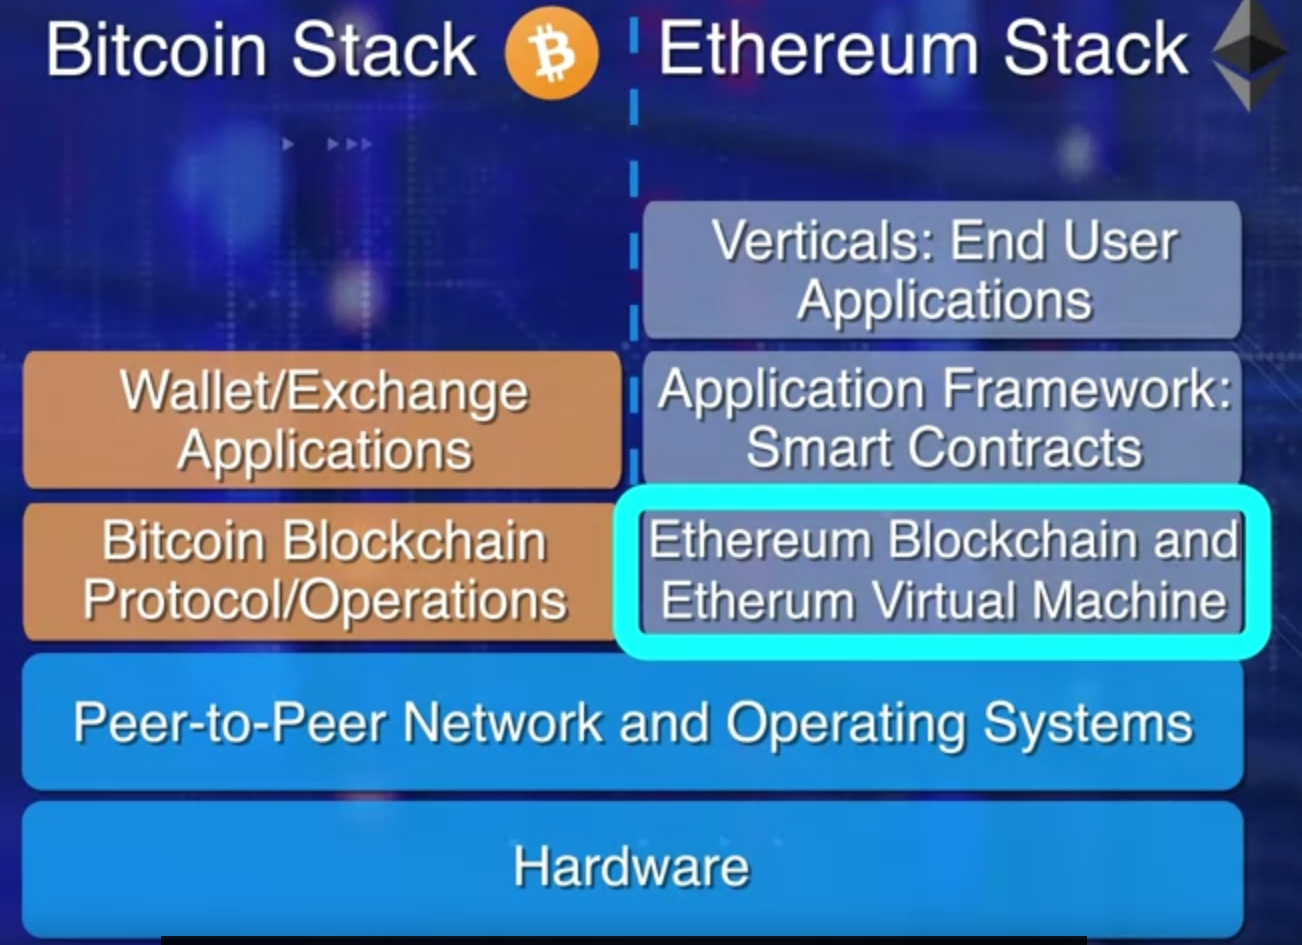 Bitcoin Stack
Ethereum Stack
Verticals: End User
Applications
Wallet/Exchange
Applications
Application Framework:
Smart Contracts
Bitcoin Blockchain
Protocol/Operations
Ethereum Blockchain and
Etherum Virtual Machine
Peer-to-Peer Network and Operating Systems
Hardware